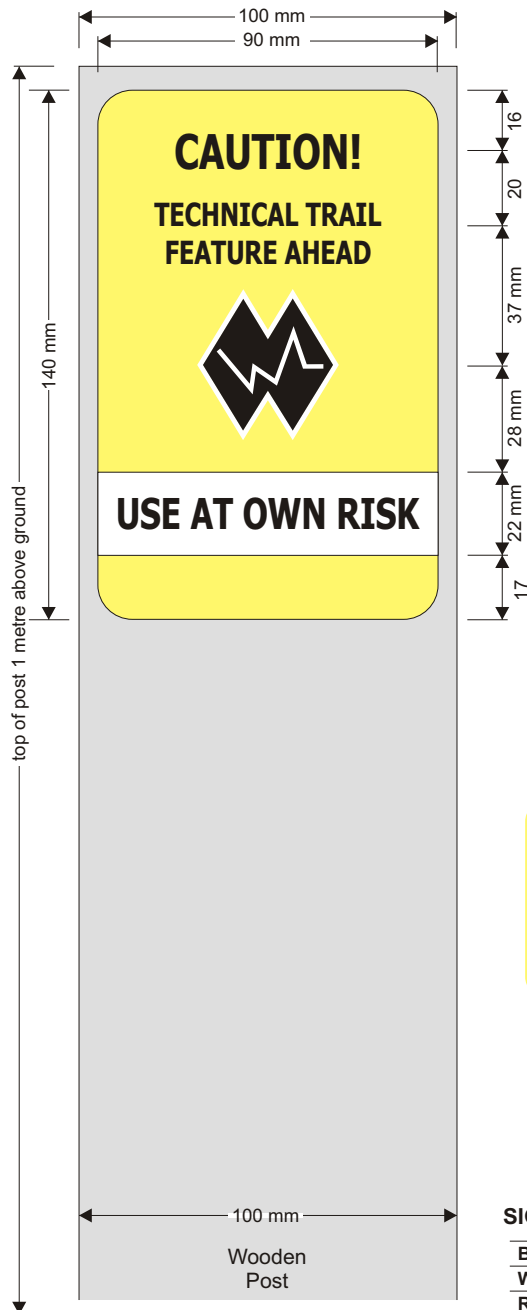 100 mm
90 mm
CAUTION!
TECHNICAL TRAIL
FEATURE AHEAD
USE AT OWN RISK
16
20
37 mm
28 mm
22 mm
17
140 mm
top of post 1 metre above ground
100 mm
Wooden
Post